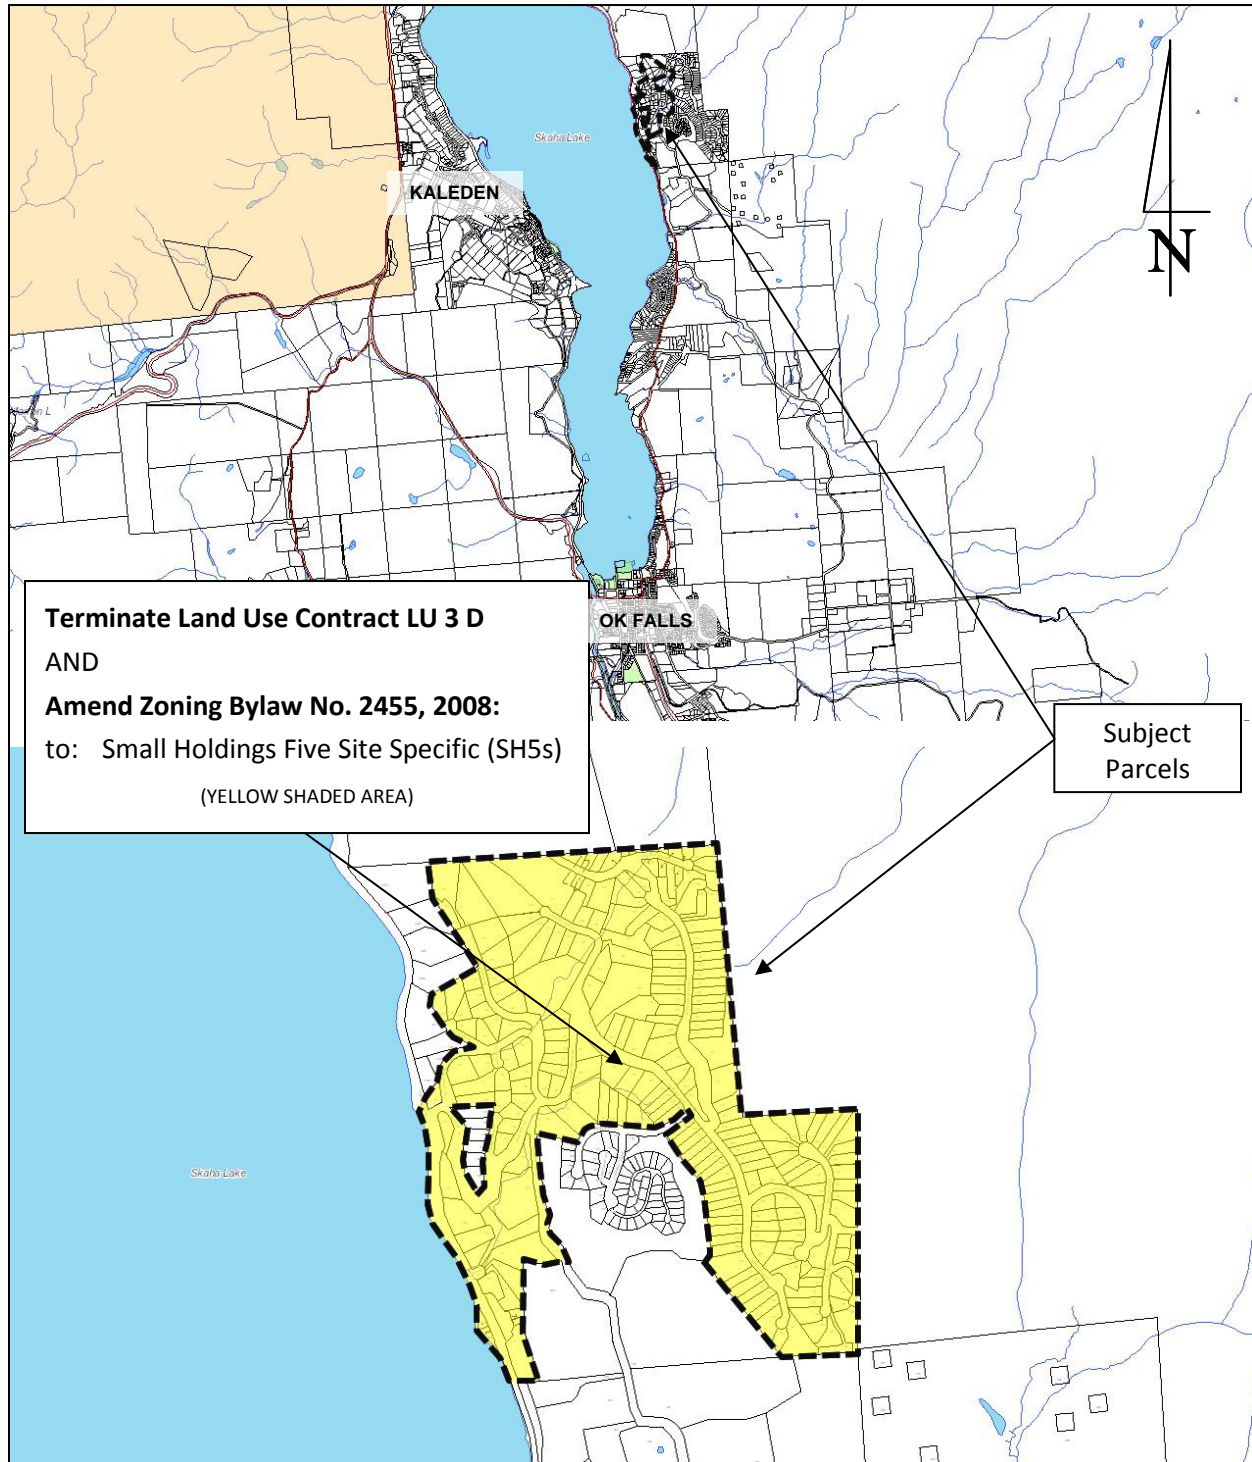 Skaha Lake
KALEDEN
N
OK FALLS
Terminate Land Use Contract LU 3 D
AND
Amend Zoning Bylaw No. 2455, 2008:
to: Small Holdings Five Site Specific (SH5s)
(YELLOW SHADED AREA)
Subject
Parcels
Skaha Lake